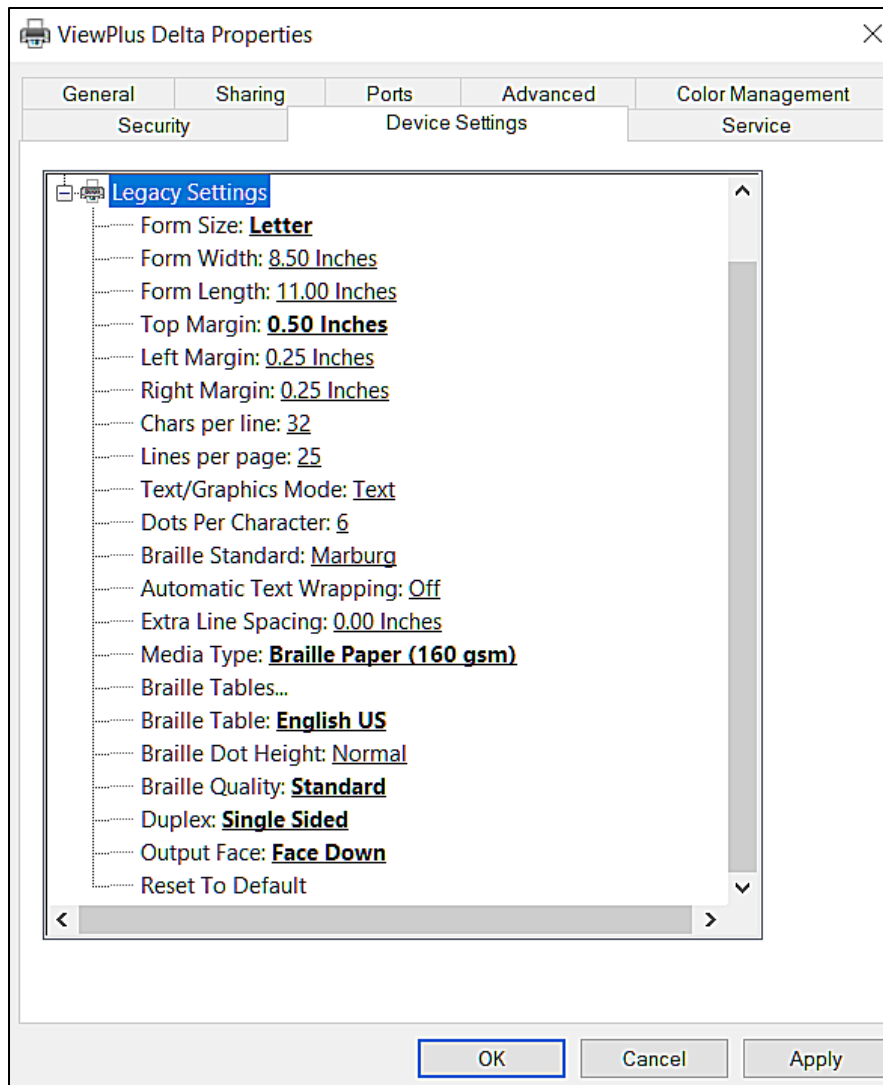 ViewPlus Delta Properties
General Sharing Ports Advanced Color Management
Security Device Settings Service
Legacy Settings
Form Size: Letter
Form Width: 8.50 Inches
Form Length: 11.00 Inches
Top Margin: 0.50 Inches
Left Margin: 0.25 Inches
Right Margin: 0.25 Inches
Chars per line: 32
Lines per page: 25
Text/Graphics Mode: Text
Dots Per Character: 6
Braille Standard: Marburg
Automatic Text Wrapping: Off
Extra Line Spacing: 0.00 Inches
Media Type: Braille Paper (160 gsm)
Braille Tables...
Braille Table: English US
Braille Dot Height: Normal
Braille Quality: Standard
Duplex: Single Sided
Output Face: Face Down
Reset To Default
OK Cancel Apply